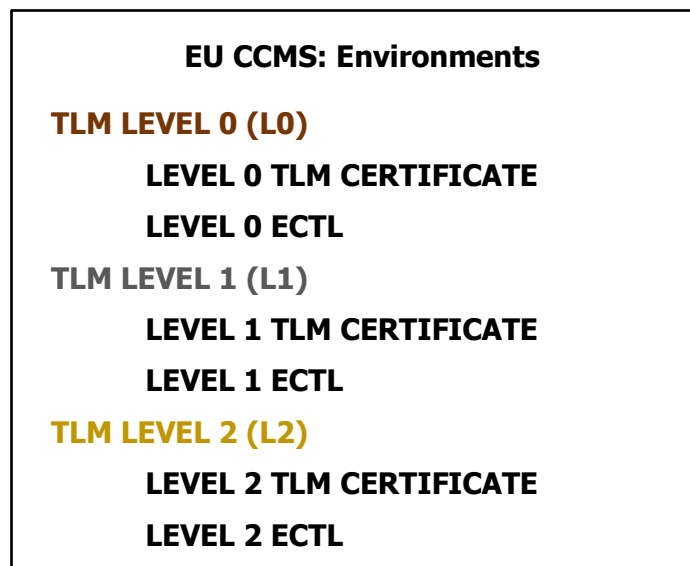 EU CCMS: Environments
TLM LEVEL 0 (L0)
LEVEL 0 TLM CERTIFICATE
LEVEL 0 ECTL
TLM LEVEL 1 (L1)
LEVEL 1 TLM CERTIFICATE
LEVEL 1 ECTL
TLM LEVEL 2 (L2)
LEVEL 2 TLM CERTIFICATE
LEVEL 2 ECTL